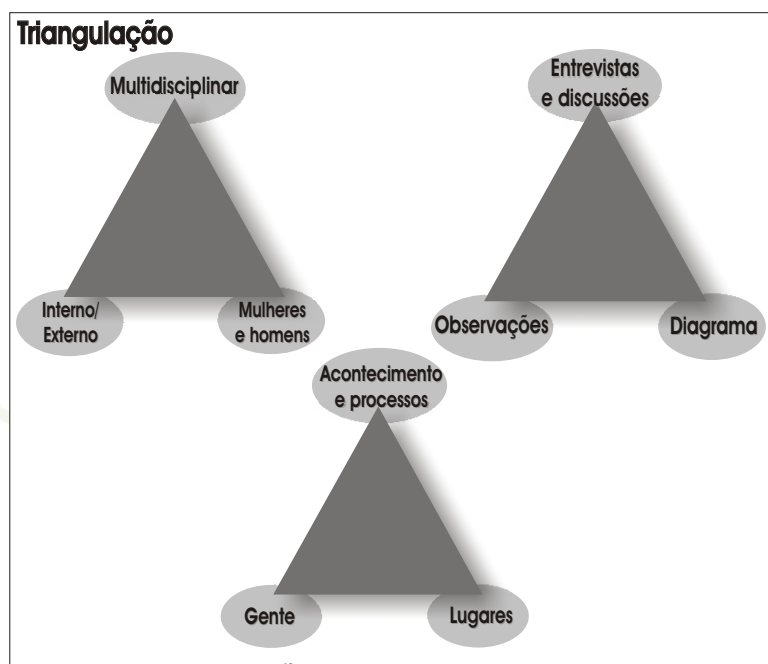 Triangulação
Multidisciplinar
Interno/
Externo
Mulheres
e homens
Entrevistas
e discussões
Observações
Diagrama
Acontecimento
e processos
Gente
Lugares